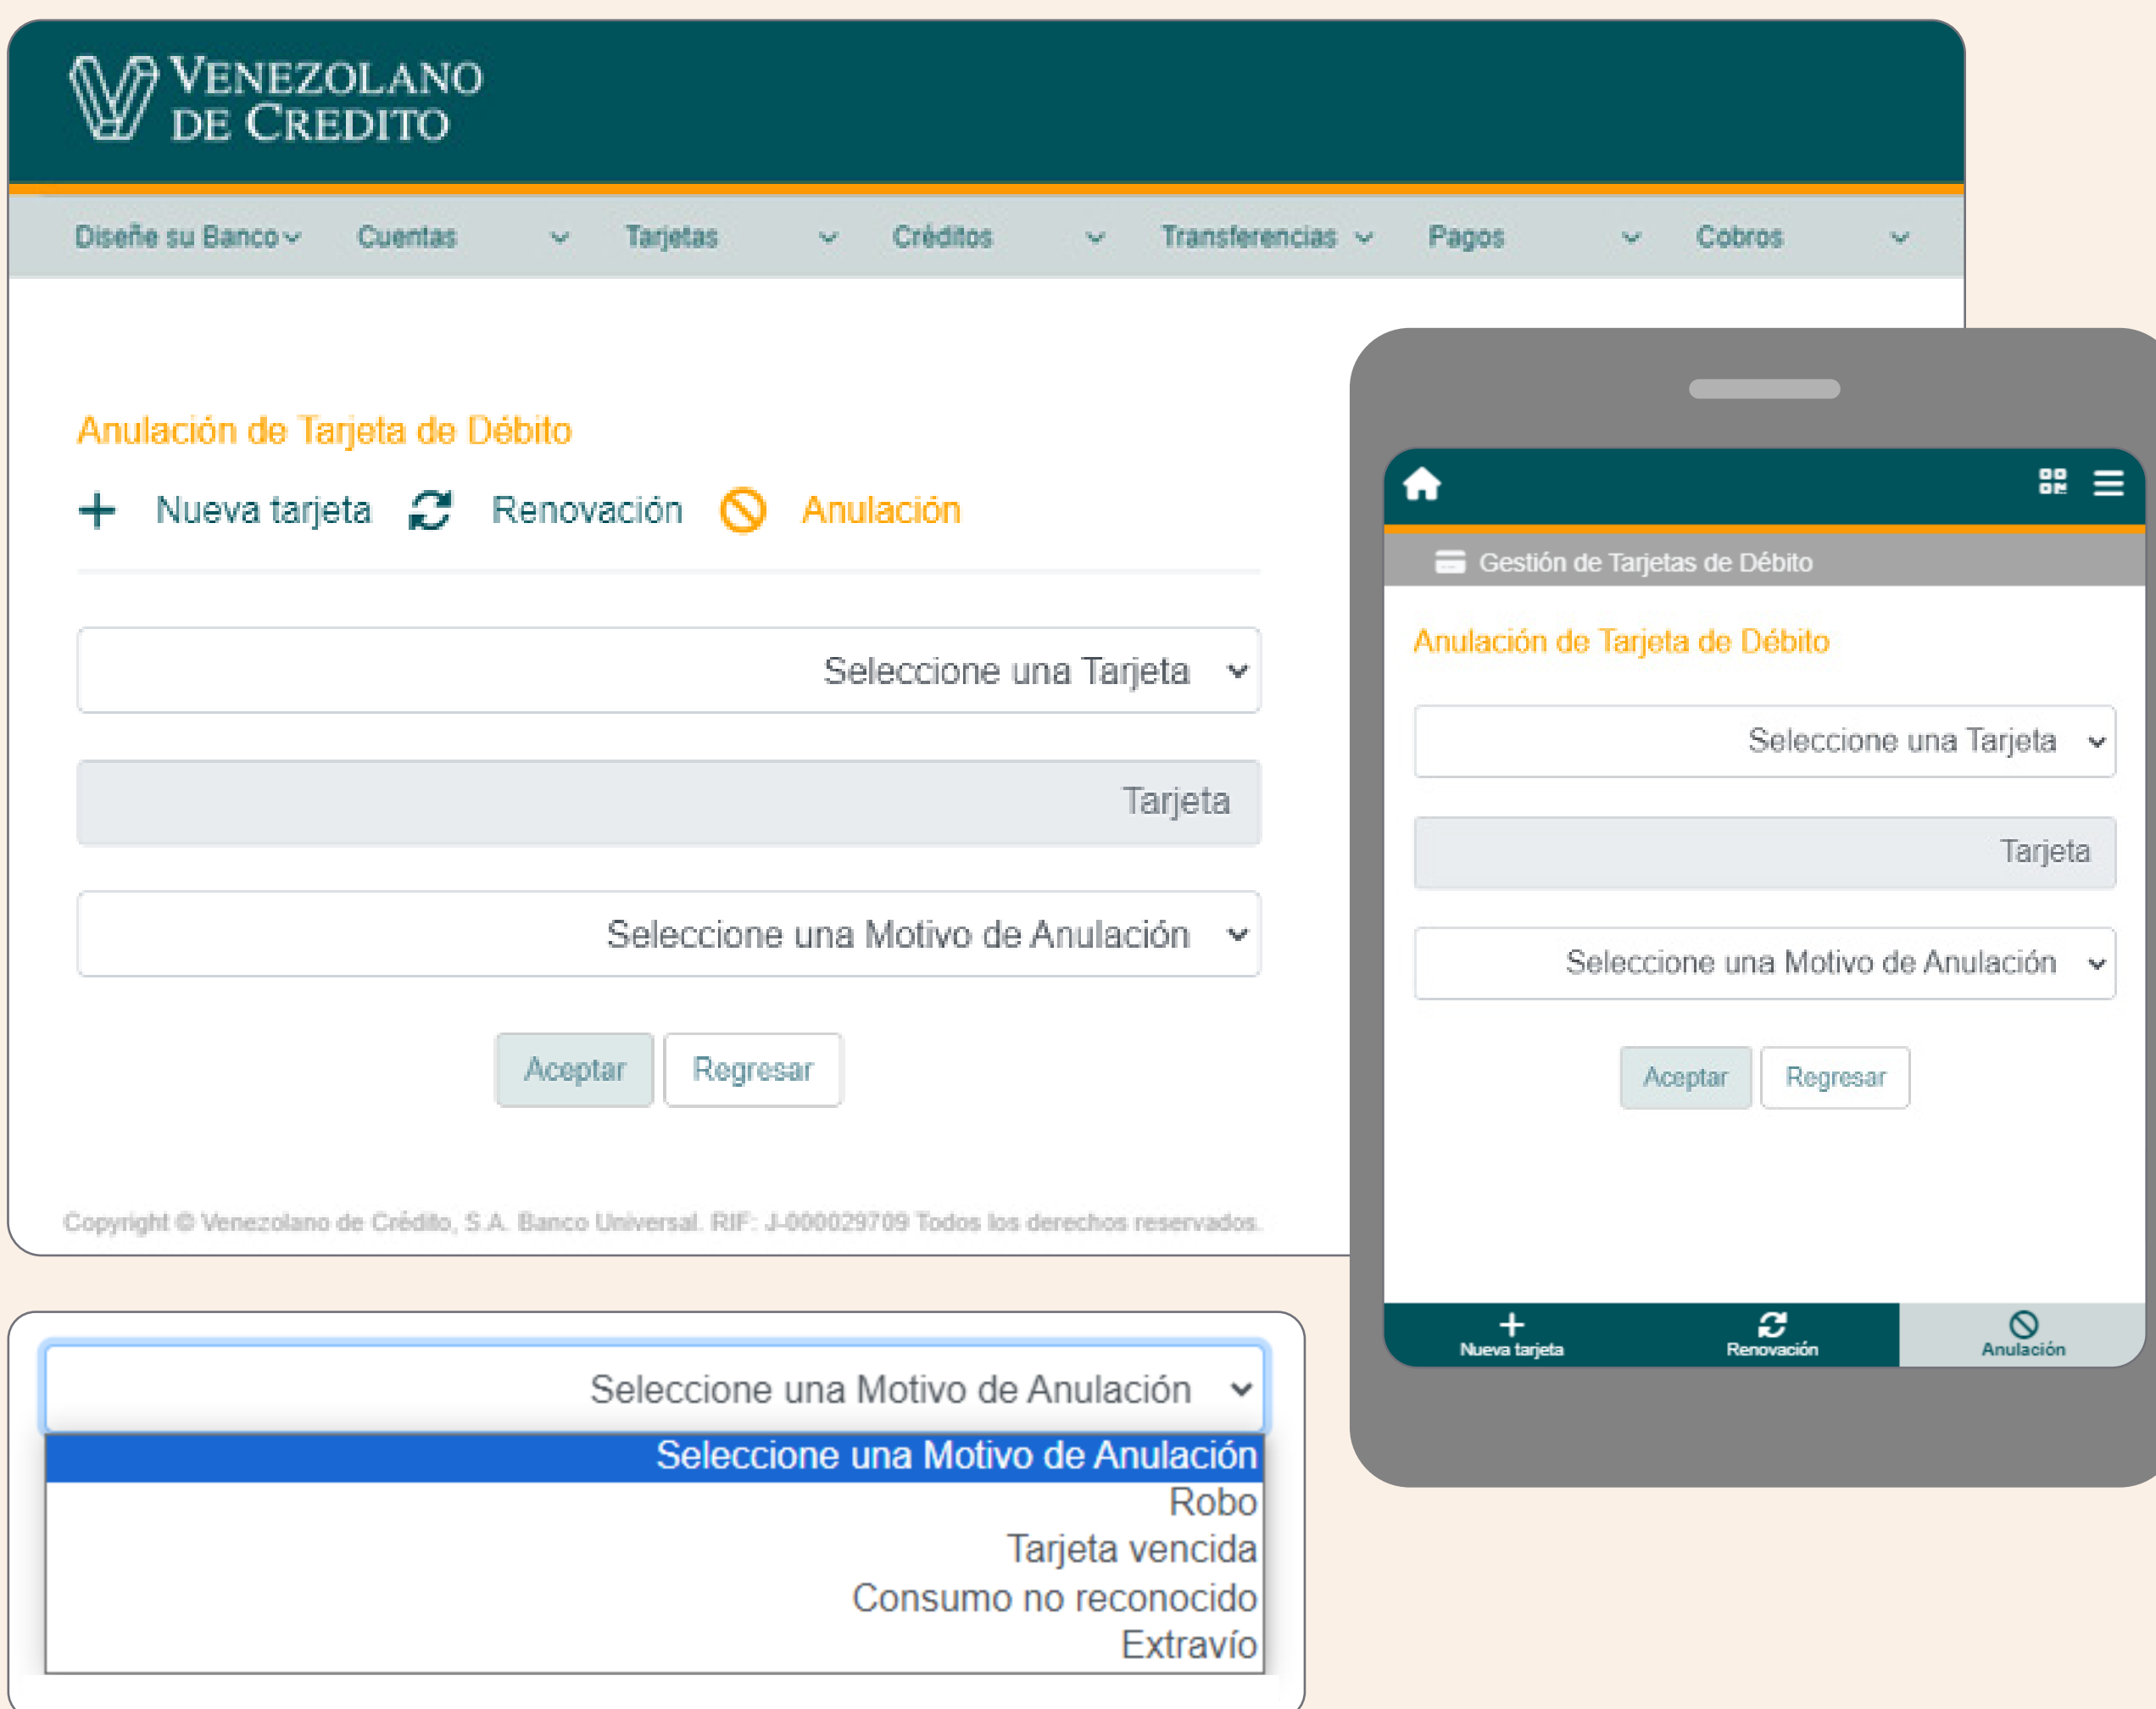 VENEZOLANO
DE CREDITO
Diseñe su Banco Cuentas Tarjetas Créditos Transferencias Pagos Cobros
Anulación de Tarjeta de Débito
Nueva tarjeta Renovación Anulación
Seleccione una Tarjeta
Tarjeta
Seleccione una Motivo de Anulación
Aceptar Regresar
Copyright © Venezolano de Crédito, S.A. Banco Universal. RIF: J-000029709 Todos los derechos reservados.
Gestión de Tarjetas de Débito
Anulación de Tarjeta de Débito
Seleccione una Tarjeta
Tarjeta
Seleccione una Motivo de Anulación
Aceptar Regresar
Nueva tarjeta Renovación Anulación
Seleccione una Motivo de Anulación
Seleccione una Motivo de Anulación
Robo
Tarjeta vencida
Consumo no reconocido
Extravío